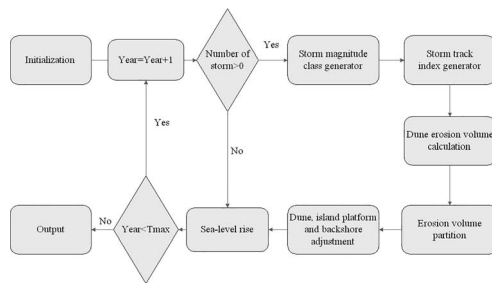 Initialization
Year=Year+1
Number of
storm>0
Yes
Storm magnitude
class generator
Storm track
index generator
Dune erosion volume
calculation
Yes
No
Output
No
Year<Tmax
Sea-level rise
Dune, island platform
and backshore
adjustment
Erosion volume
partition